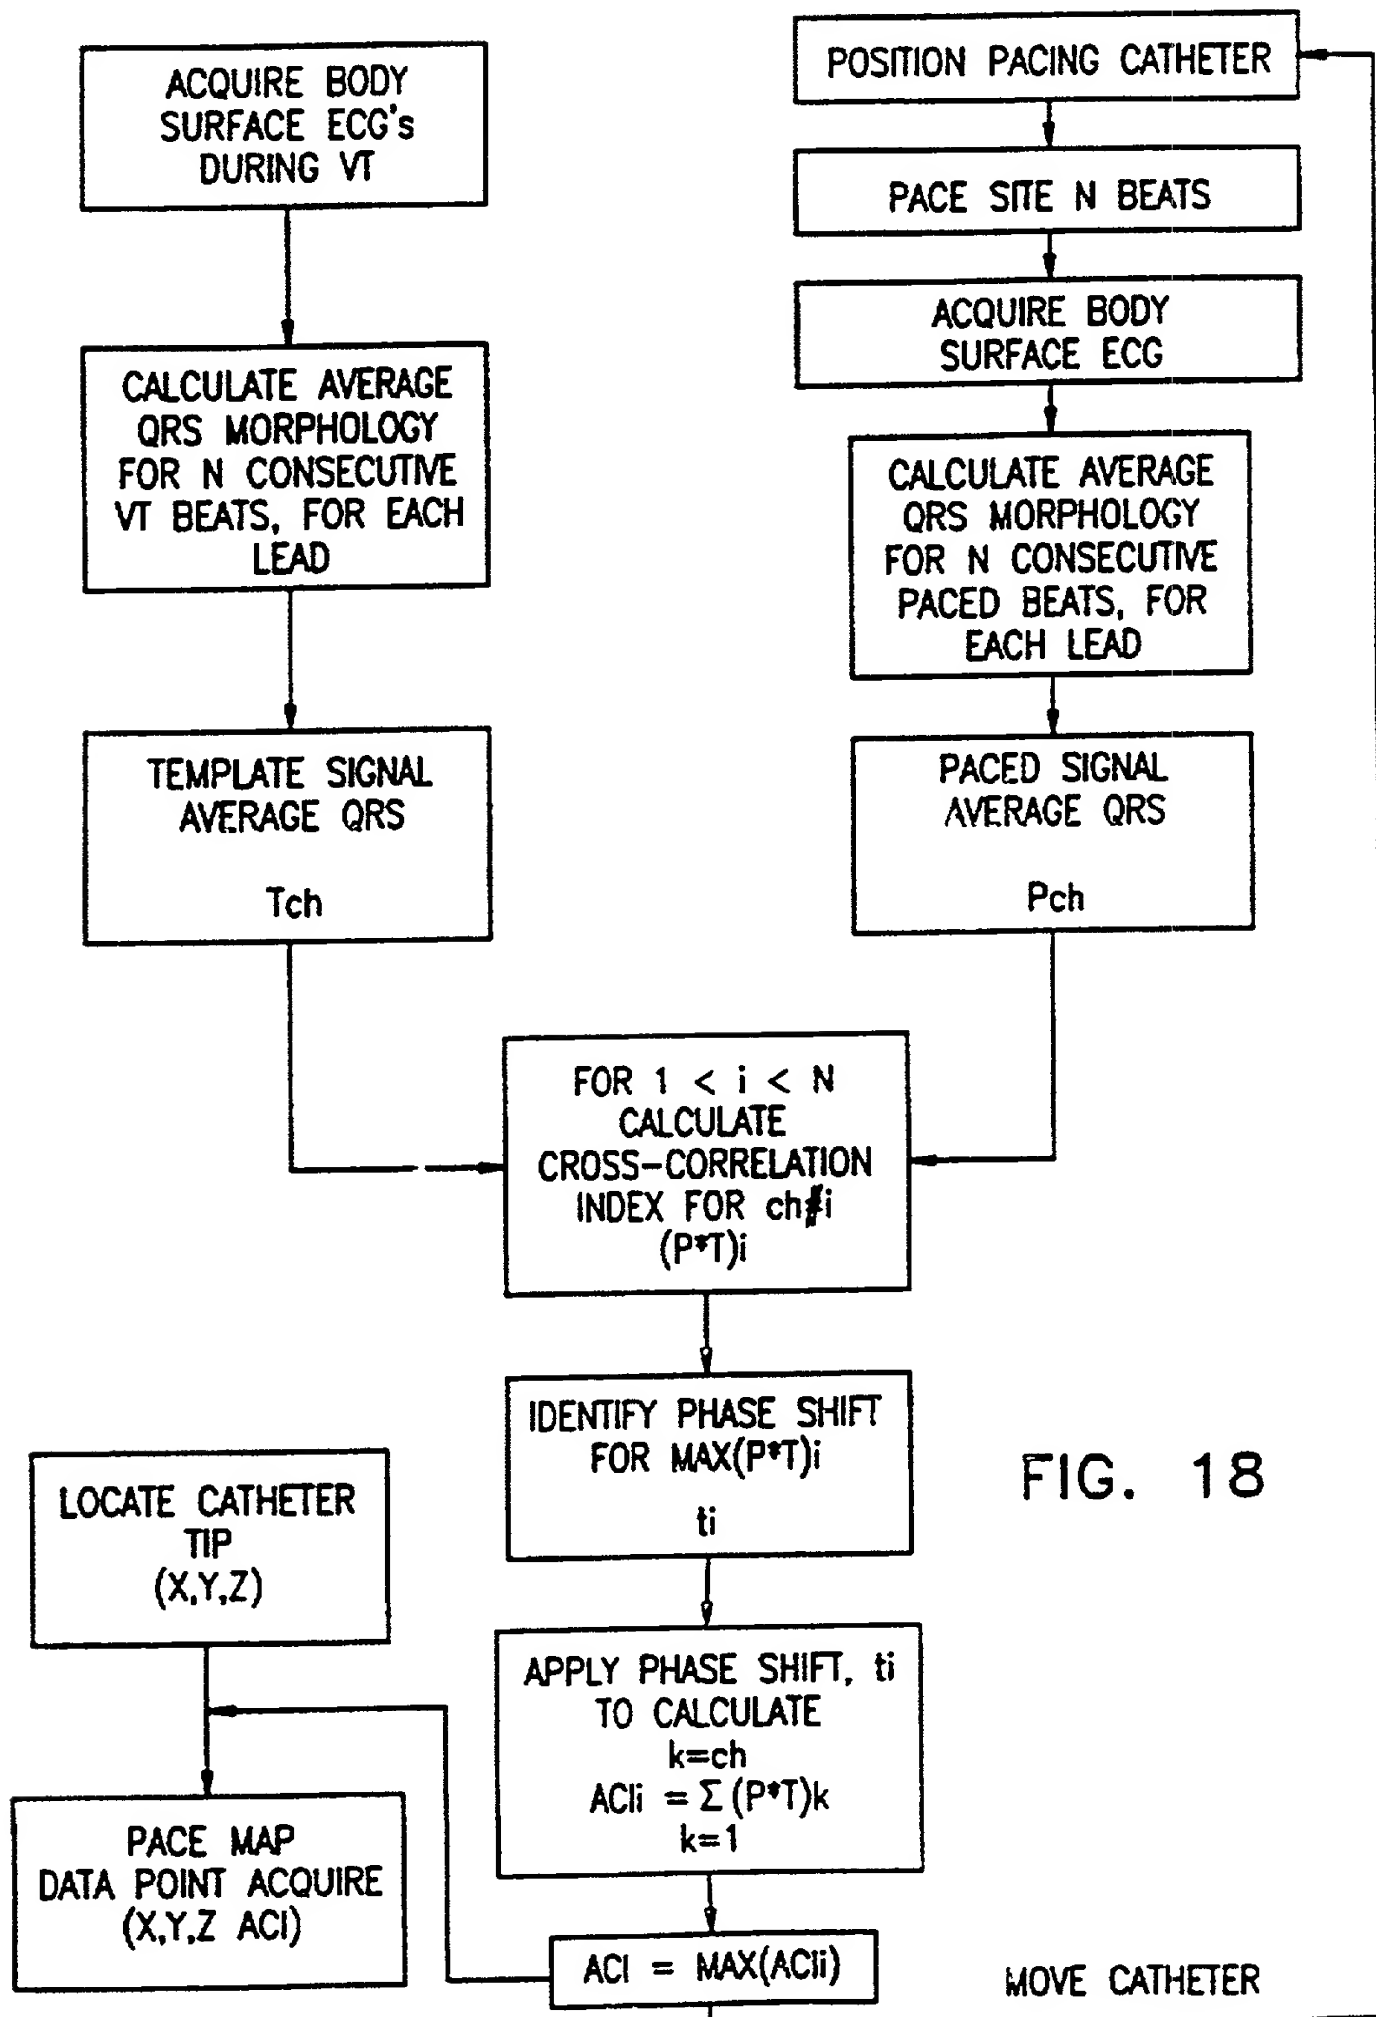 ACQUIRE BODY
SURFACE ECG's
DURING VT
CALCULATE AVERAGE
QRS MORPHOLOGY
FOR N CONSECUTIVE
VT BEATS, FOR EACH
LEAD
TEMPLATE SIGNAL
AVERAGE QRS
Tch
POSITION PACING CATHETER
PACE SITE N BEATS
ACQUIRE BODY
SURFACE ECG
CALCULATE AVERAGE
QRS MORPHOLOGY
FOR N CONSECUTIVE
PACED BEATS, FOR
EACH LEAD
PACED SIGNAL
AVERAGE QRS
Pch
FOR 1 < i < N
CALCULATE
CROSS-CORRELATION
INDEX FOR ch#i
(P*T)i
IDENTIFY PHASE SHIFT
FOR MAX(P*T)i
ti
APPLY PHASE SHIFT, ti
TO CALCULATE
k=ch
ACIi = Σ (P*T)k
k=1
ACI = MAX(ACIi)
LOCATE CATHETER
TIP
(X,Y,Z)
PACE MAP
DATA POINT ACQUIRE
(X,Y,Z ACI)
FIG. 18
MOVE CATHETER